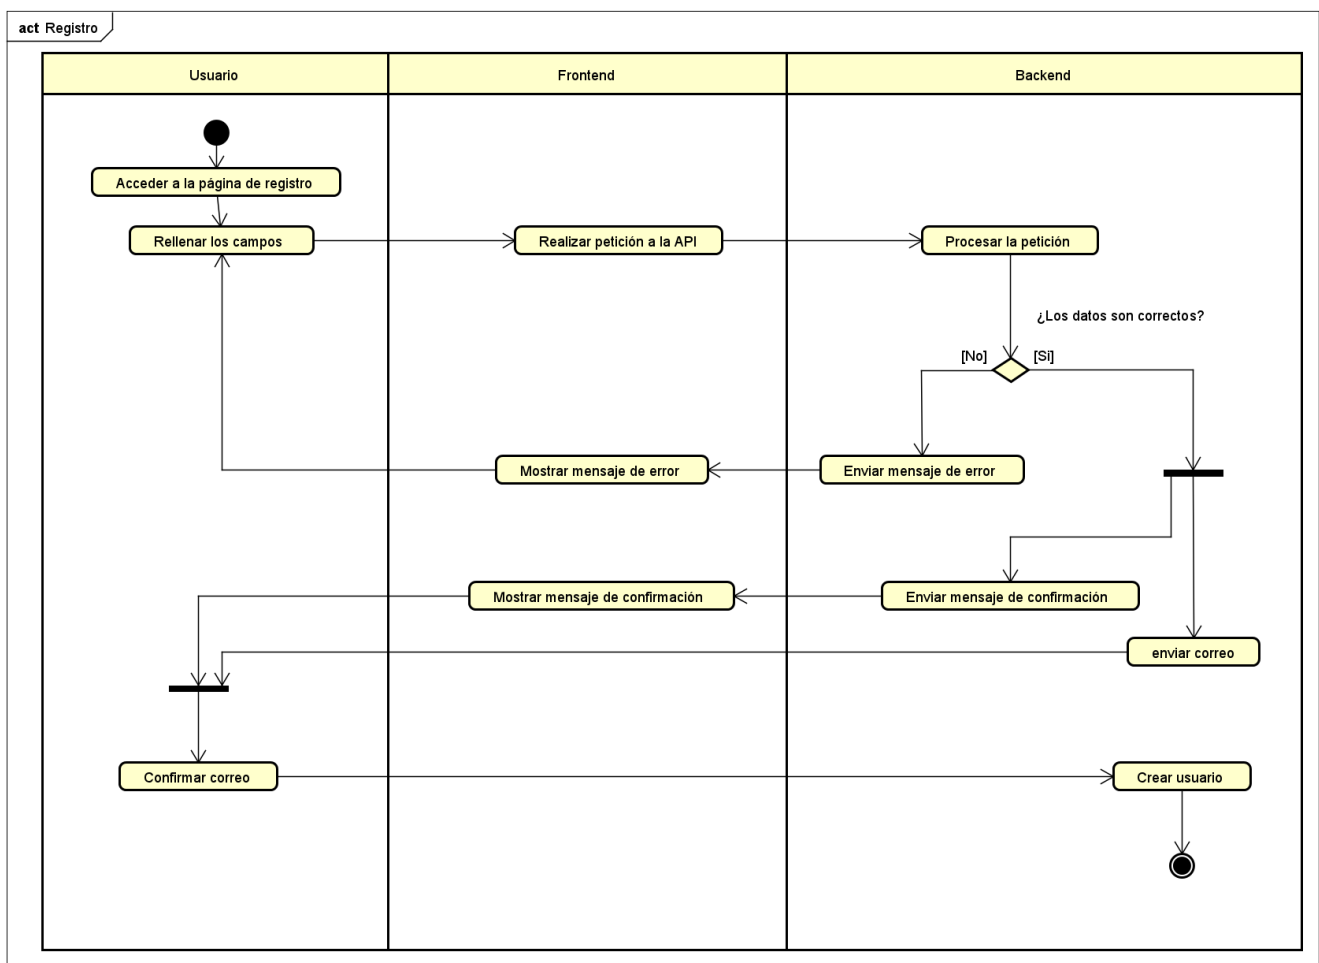 act Registro
Usuario
Frontend
Backend
Acceder a la página de registro
Rellenar los campos
Realizar petición a la API
Procesar la petición
¿Los datos son correctos?
[No]
[Si]
Mostrar mensaje de error
Enviar mensaje de error
Mostrar mensaje de confirmación
Enviar mensaje de confirmación
enviar correo
Confirmar correo
Crear usuario